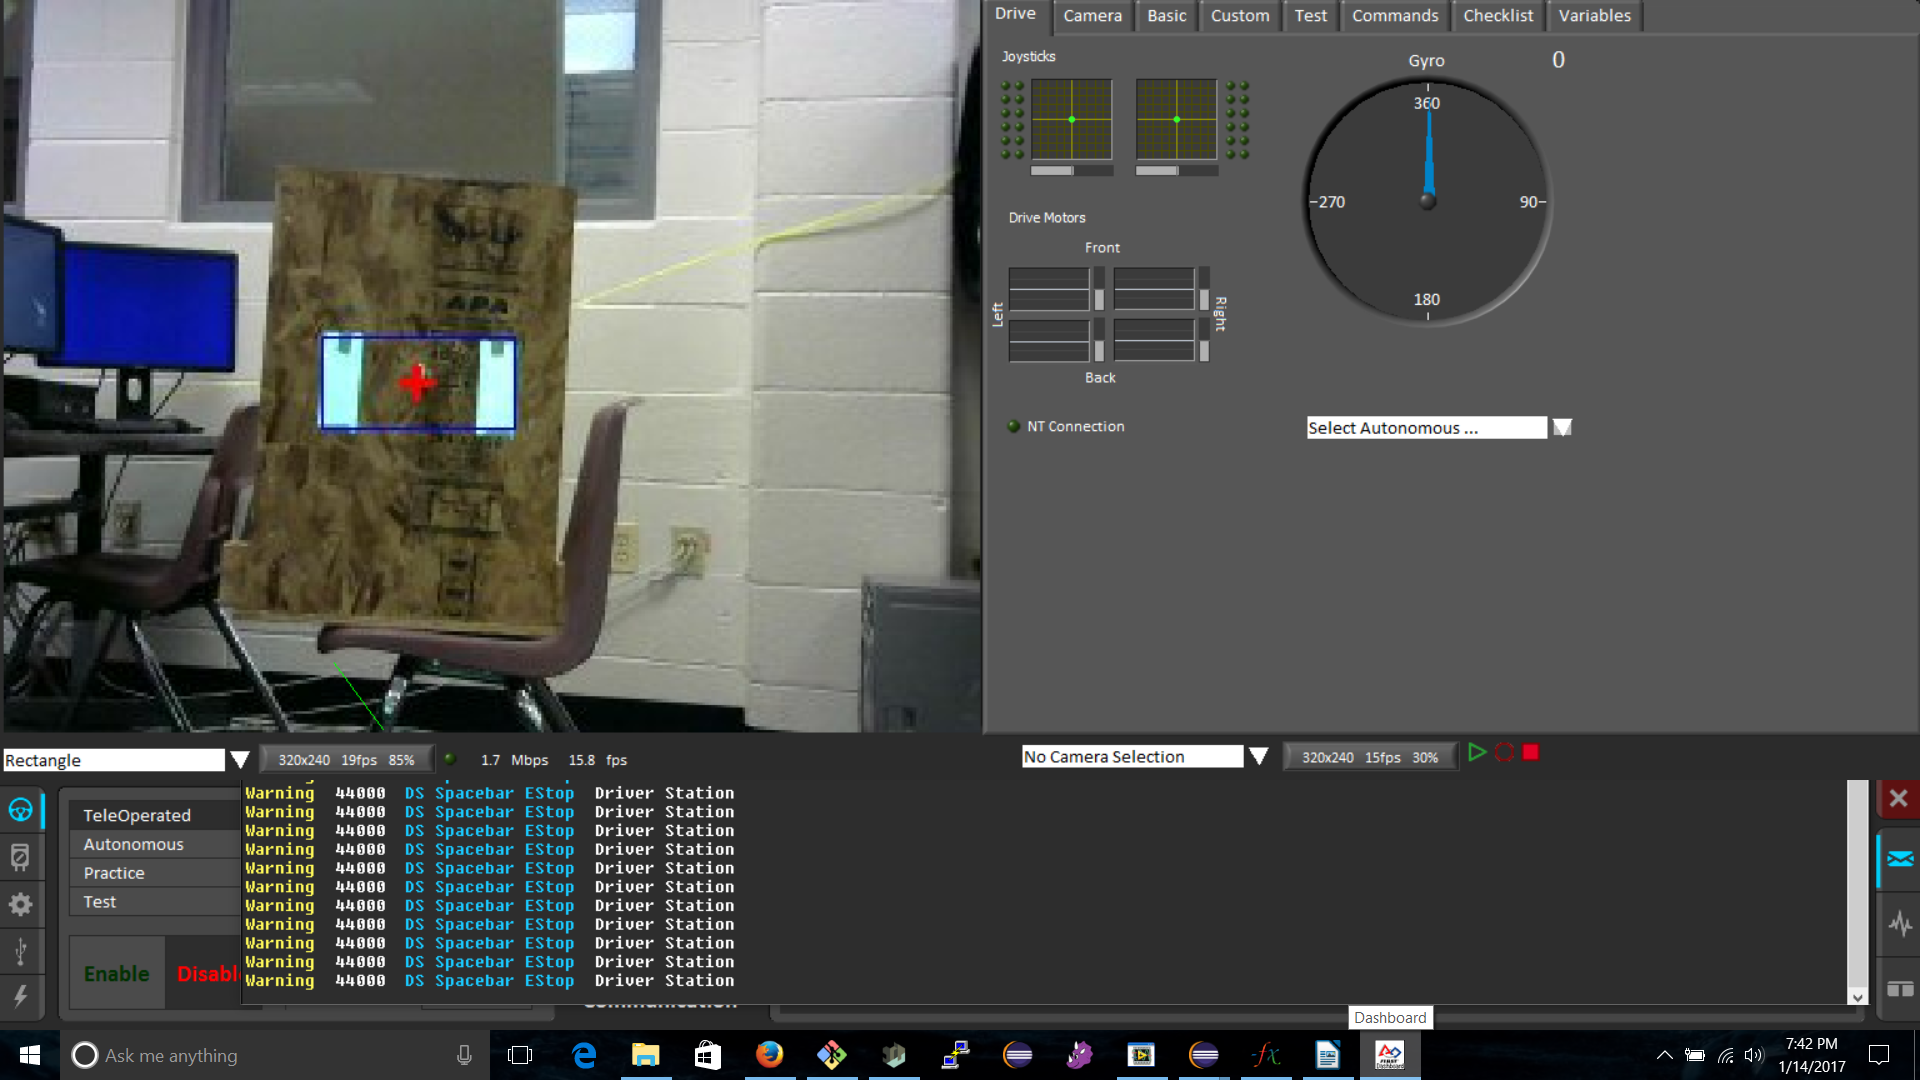 Drive Camera Basic Custom Test Commands Checklist Variables
Joysticks
Gyro 0
360
-270 90-
180
Drive Motors
Front
Left Right
Back
NT Connection
Select Autonomous ...
Rectangle 320x240 19fps 85% 1.7 Mbps 15.8 fps
No Camera Selection 320x240 15fps 30%
TeleOperated
Autonomous
Practice
Test
Enable Disabl
Warning 44000 DS Spacebar EStop Driver Station
Warning 44000 DS Spacebar EStop Driver Station
Warning 44000 DS Spacebar EStop Driver Station
Warning 44000 DS Spacebar EStop Driver Station
Warning 44000 DS Spacebar EStop Driver Station
Warning 44000 DS Spacebar EStop Driver Station
Warning 44000 DS Spacebar EStop Driver Station
Warning 44000 DS Spacebar EStop Driver Station
Warning 44000 DS Spacebar EStop Driver Station
Warning 44000 DS Spacebar EStop Driver Station
Warning 44000 DS Spacebar EStop Driver Station
Communication
Dashboard
Ask me anything
7:42 PM
1/14/2017